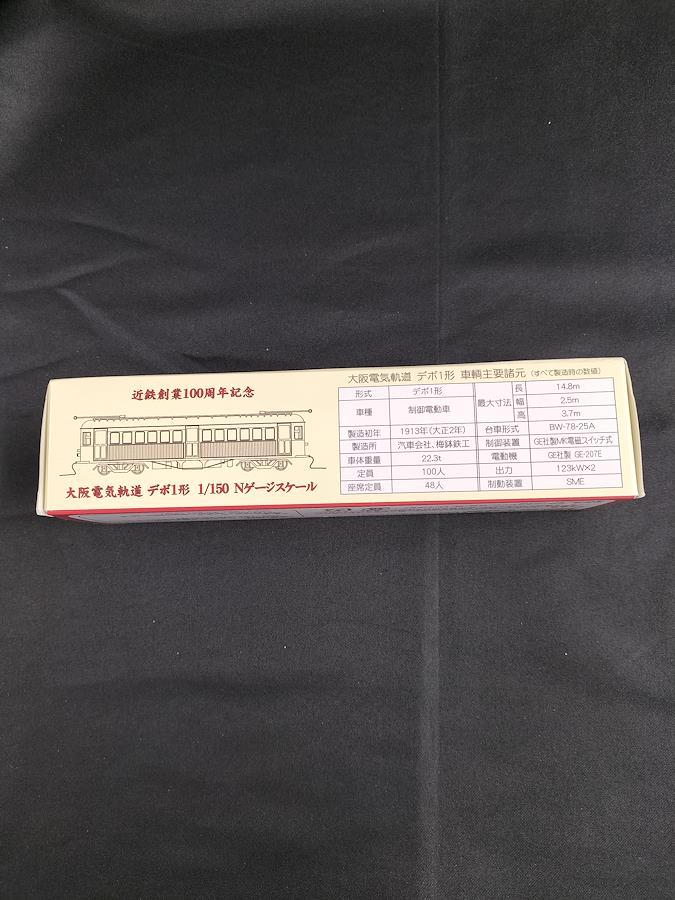 近鉄創業100周年記念
大阪電気軌道 デボ1形 1/150 Nゲージスケール
大阪電気軌道 デボ1形 車輌主要諸元 (すべて製造時の数値)
形式 デボ1形
車種 制御電動車
製造初年 1913年(大正2年)
製造所 汽車会社、梅鉢鉄工
車体重量 22.3t
定員 100人
座席定員 48人
最大寸法 長 14.8m
幅 2.5m
高 3.7m
台車形式 BW-78-25A
制御装置 GE社製MK電磁スイッチ式
電動機 GE社製 GE-207E
出力 123kW×2
制動装置 SME